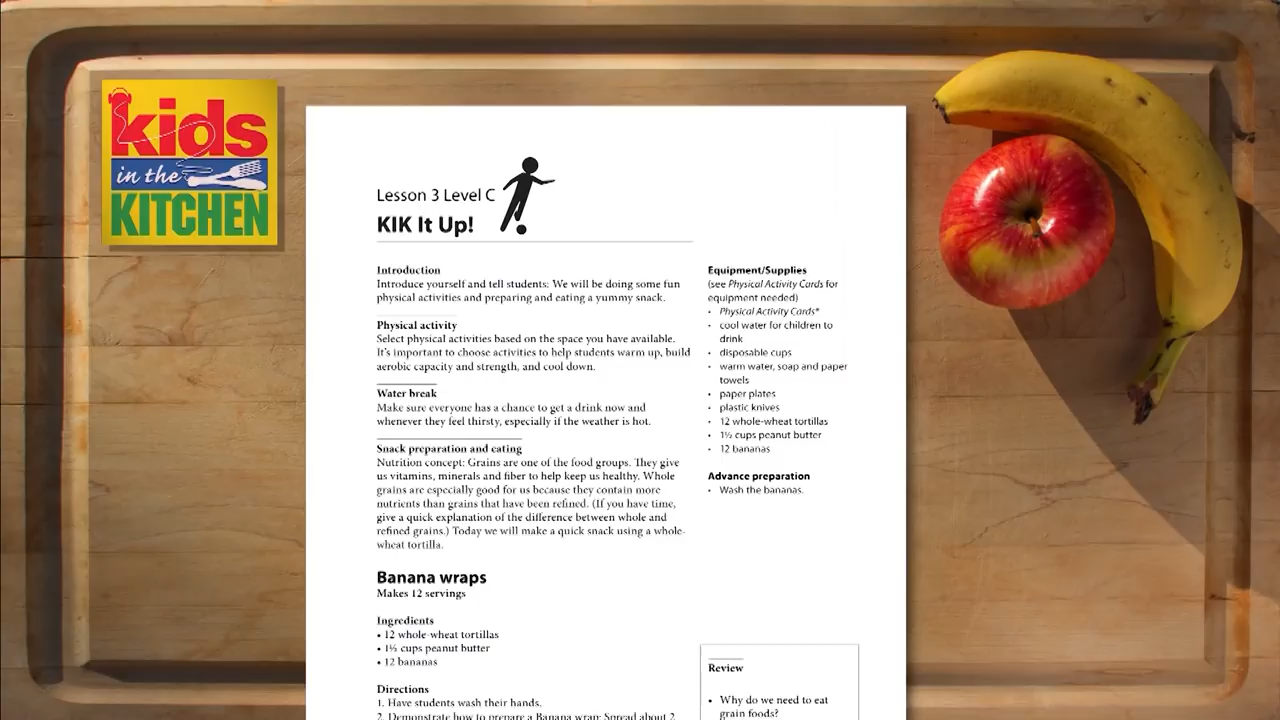 kids
in the
KITCHEN
Lesson 3 Level C
KIK It Up!
Introduction
Introduce yourself and tell students: We will be doing some fun
physical activities and preparing and eating a yummy snack.
Physical activity
Select physical activities based on the space you have available.
It's important to choose activities to help students warm up, build
aerobic capacity and strength, and cool down.
Water break
Make sure everyone has a chance to get a drink now and
whenever they feel thirsty, especially if the weather is hot.
Snack preparation and eating
Nutrition concept: Grains are one of the food groups. They give
us vitamins, minerals and fiber to help keep us healthy. Whole
grains are especially good for us because they contain more
nutrients than grains that have been refined. (If you have time,
give a quick explanation of the difference between whole and
refined grains.) Today we will make a quick snack using a whole-
wheat tortilla.
Banana wraps
Makes 12 servings
Ingredients
• 12 whole-wheat tortillas
• 1½ cups peanut butter
• 12 bananas
Directions
1. Have students wash their hands.
2. Demonstrate how to prepare a Banana wrap: Spread about 2
Equipment/Supplies
(see Physical Activity Cards for
equipment needed)
• Physical Activity Cards*
• cool water for children to
drink
• disposable cups
• warm water, soap and paper
towels
• paper plates
• plastic knives
• 12 whole-wheat tortillas
• 1½ cups peanut butter
• 12 bananas
Advance preparation
• Wash the bananas.
Review
• Why do we need to eat
grain foods?